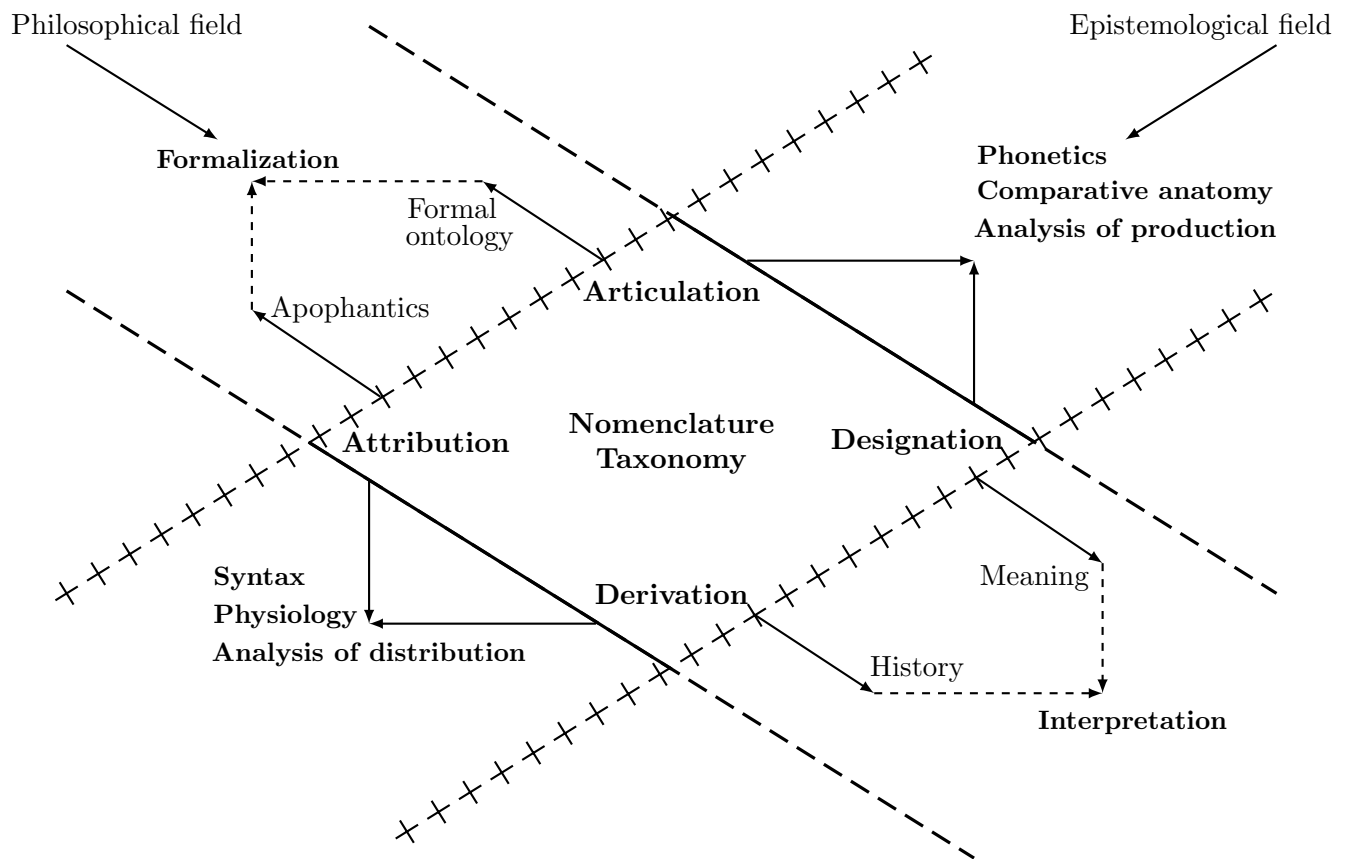 Philosophical field
Epistemological field
Formalization
Phonetics
Comparative anatomy
Analysis of production
Formal
ontology
Articulation
Apophantics
Attribution
Nomenclature
Taxonomy
Designation
Syntax
Physiology
Analysis of distribution
Derivation
Meaning
History
Interpretation